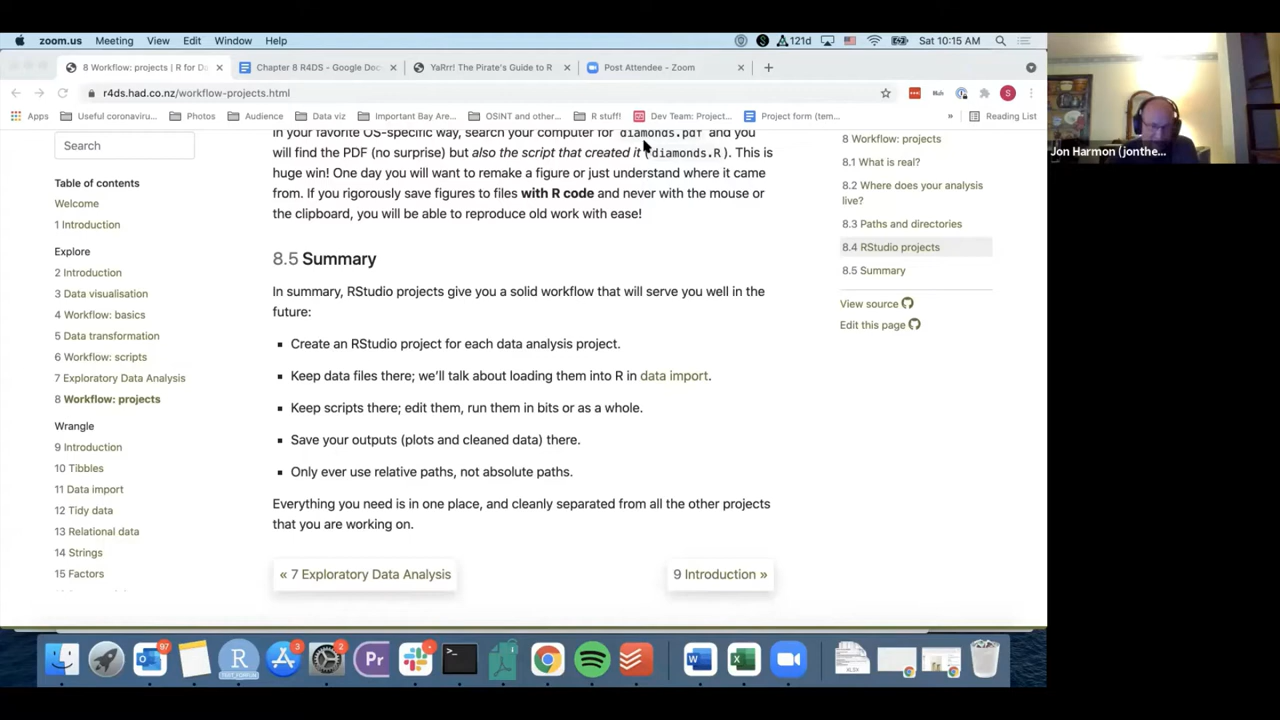 zoom.us Meeting View Edit Window Help 121d Sat 10:15 AM
8 Workflow: projects | R for Da Chapter 8 R4DS - Google Doc YaRrr! The Pirate's Guide to R Post Attendee - Zoom
r4ds.had.co.nz/workflow-projects.html S
Apps Useful coronaviru... Photos Audience Data viz Important Bay Are... OSINT and other... R stuff! Dev Team: Project... Project form (tem... » Reading List
Search
Table of contents
Welcome
1 Introduction
Explore
2 Introduction
3 Data visualisation
4 Workflow: basics
5 Data transformation
6 Workflow: scripts
7 Exploratory Data Analysis
8 Workflow: projects
Wrangle
9 Introduction
10 Tibbles
11 Data import
12 Tidy data
13 Relational data
14 Strings
15 Factors
In your favorite OS-specific way, search your computer for diamonds.pdf and you
will find the PDF (no surprise) but also the script that created it (diamonds.R). This is
huge win! One day you will want to remake a figure or just understand where it came
from. If you rigorously save figures to files with R code and never with the mouse or
the clipboard, you will be able to reproduce old work with ease!
8.5 Summary
In summary, RStudio projects give you a solid workflow that will serve you well in the
future:
Create an RStudio project for each data analysis project.
Keep data files there; we'll talk about loading them into R in data import.
Keep scripts there; edit them, run them in bits or as a whole.
Save your outputs (plots and cleaned data) there.
Only ever use relative paths, not absolute paths.
Everything you need is in one place, and cleanly separated from all the other projects
that you are working on.
« 7 Exploratory Data Analysis 9 Introduction »
8 Workflow: projects
8.1 What is real?
8.2 Where does your analysis
live?
8.3 Paths and directories
8.4 RStudio projects
8.5 Summary
View source
Edit this page
Jon Harmon (jonthe...
97 R 3 2 Pr W X
XLSX